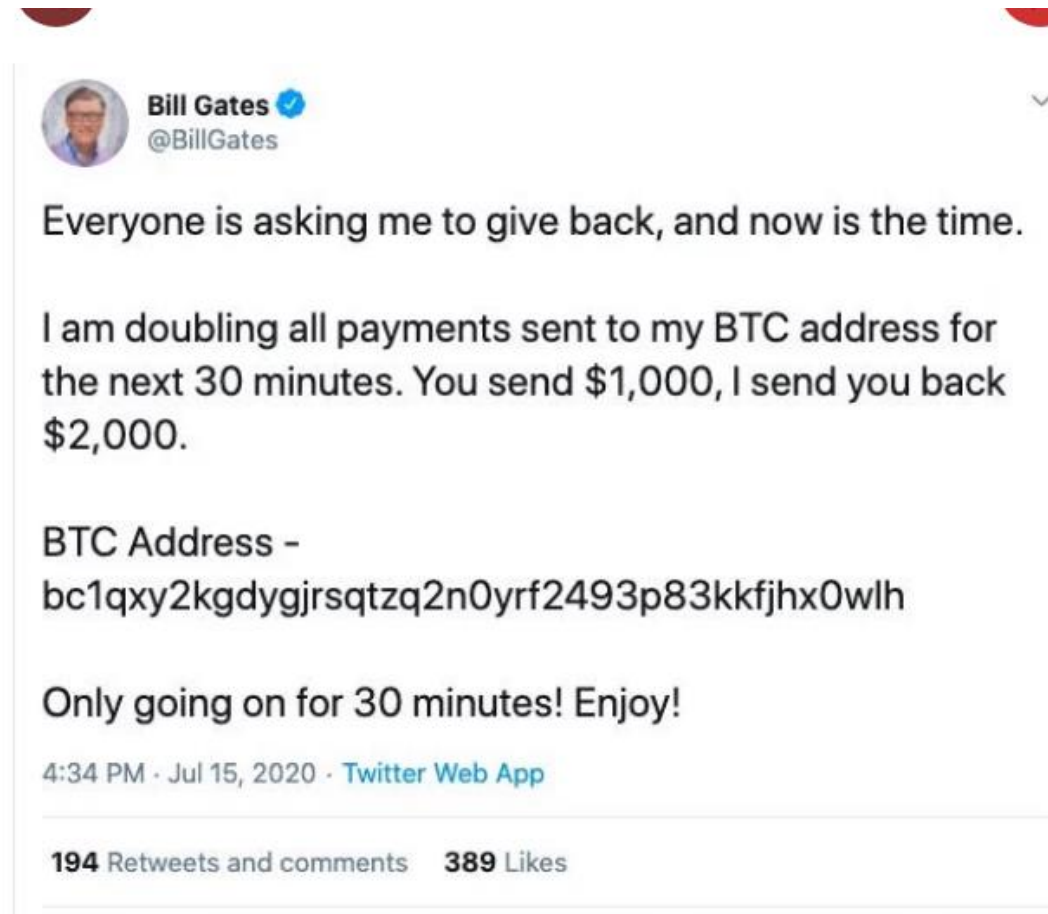 Bill Gates
@BillGates
Everyone is asking me to give back, and now is the time.
I am doubling all payments sent to my BTC address for
the next 30 minutes. You send $1,000, I send you back
$2,000.
BTC Address -
bc1qxy2kgdygjrsqtzq2n0yrf2493p83kkfjhx0wlh
Only going on for 30 minutes! Enjoy!
4:34 PM · Jul 15, 2020 · Twitter Web App
194 Retweets and comments 389 Likes